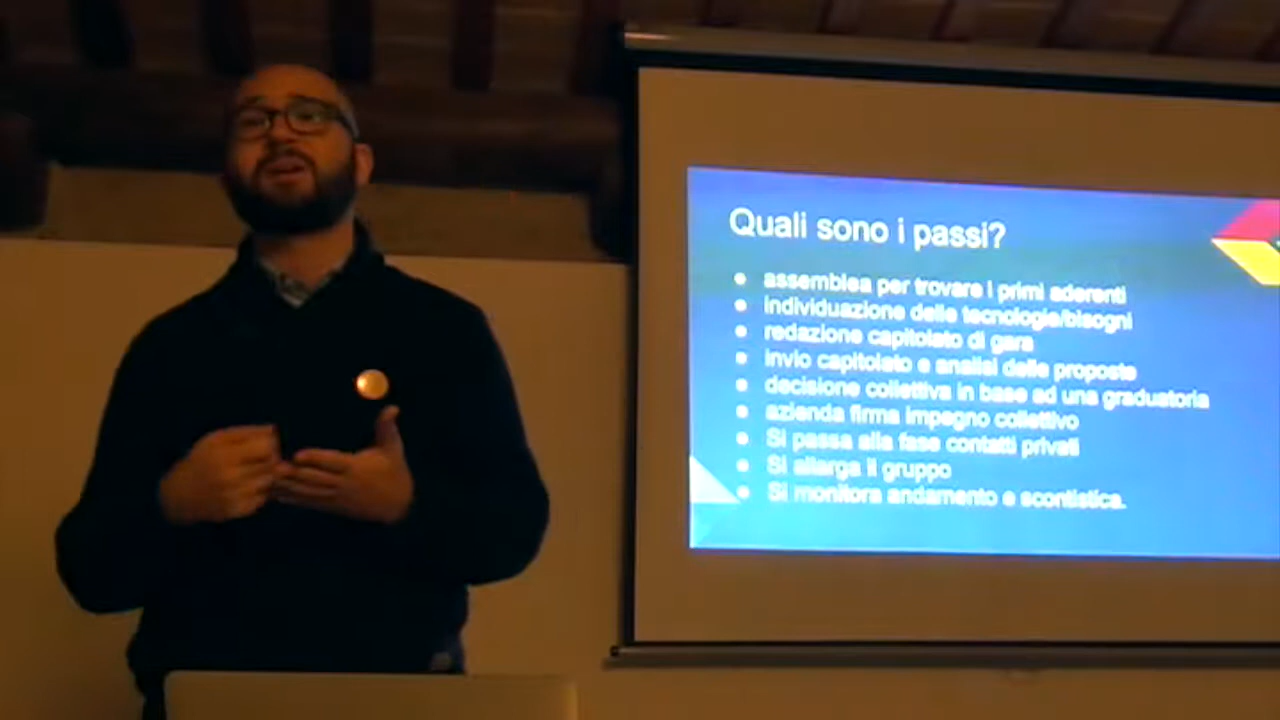 Quali sono i passi?
assemblea per trovare i primi aderenti
individuazione delle tecnologie/bisogni
redazione capitolato di gara
invio capitolato e analisi delle proposte
decisione collettiva in base ad una graduatoria
azienda firma impegno collettivo
Si passa alla fase contatti privati
Si allarga il gruppo
Si monitora andamento e scontistica.